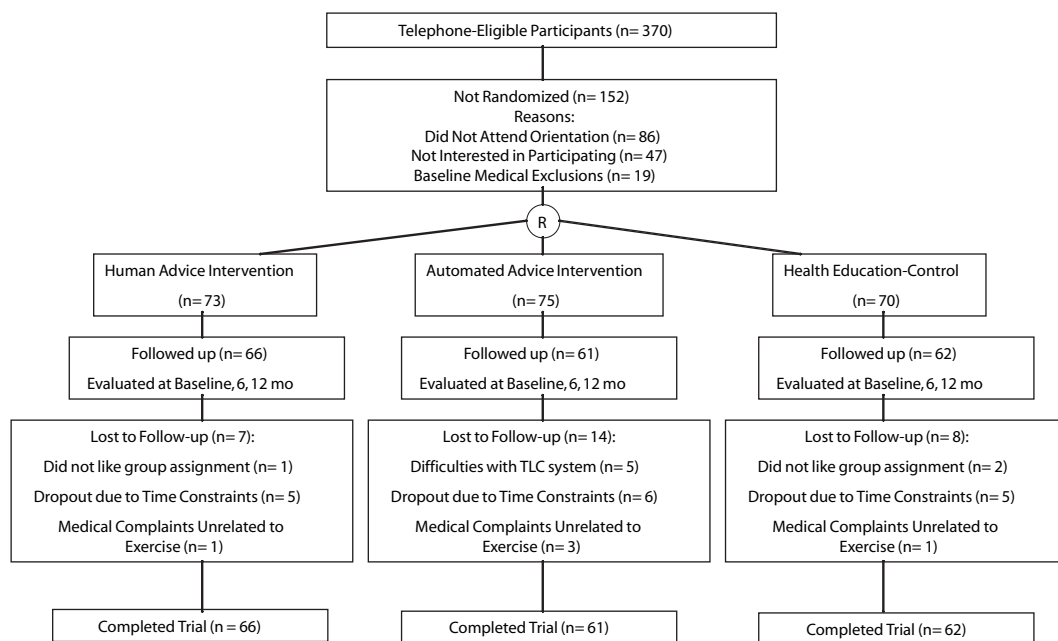 Telephone-Eligible Participants (n= 370)
Not Randomized (n= 152)
Reasons:
Did Not Attend Orientation (n= 86)
Not Interested in Participating (n= 47)
Baseline Medical Exclusions (n= 19)
R
Human Advice Intervention
(n= 73)
Automated Advice Intervention
(n= 75)
Health Education-Control
(n= 70)
Followed up (n= 66)
Evaluated at Baseline, 6, 12 mo
Followed up (n= 61)
Evaluated at Baseline, 6, 12 mo
Followed up (n= 62)
Evaluated at Baseline, 6, 12 mo
Lost to Follow-up (n= 7):
Did not like group assignment (n= 1)
Dropout due to Time Constraints (n= 5)
Medical Complaints Unrelated to
Exercise (n= 1)
Lost to Follow-up (n= 14):
Difficulties with TLC system (n= 5)
Dropout due to Time Constraints (n= 6)
Medical Complaints Unrelated to
Exercise (n= 3)
Lost to Follow-up (n= 8):
Did not like group assignment (n= 2)
Dropout due to Time Constraints (n= 5)
Medical Complaints Unrelated to
Exercise (n= 1)
Completed Trial (n = 66)
Completed Trial (n= 61)
Completed Trial (n= 62)